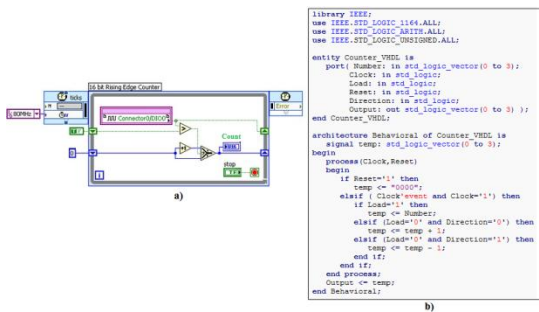 16 bit Rising Edge Counter
ticks
Error
Connector0/DIO0
Count
0
stop
i
a)
library IEEE;
use IEEE.STD_LOGIC_1164.ALL;
use IEEE.STD_LOGIC_ARITH.ALL;
use IEEE.STD_LOGIC_UNSIGNED.ALL;
entity Counter_VHDL is
port( Number: in std_logic_vector(0 to 3);
Clock: in std_logic;
Load: in std_logic;
Reset: in std_logic;
Direction: in std_logic;
Output: out std_logic_vector(0 to 3) );
end Counter_VHDL;
architecture Behavioral of Counter_VHDL is
signal temp: std_logic_vector(0 to 3);
begin
process(Clock,Reset)
begin
if Reset='1' then
temp <= "0000";
elsif ( Clock'event and Clock='1') then
if Load='1' then
temp <= Number;
elsif (Load='0' and Direction='0') then
temp <= temp + 1;
elsif (Load='0' and Direction='1') then
temp <= temp - 1;
end if;
end if;
end process;
Output <= temp;
end Behavioral;
b)